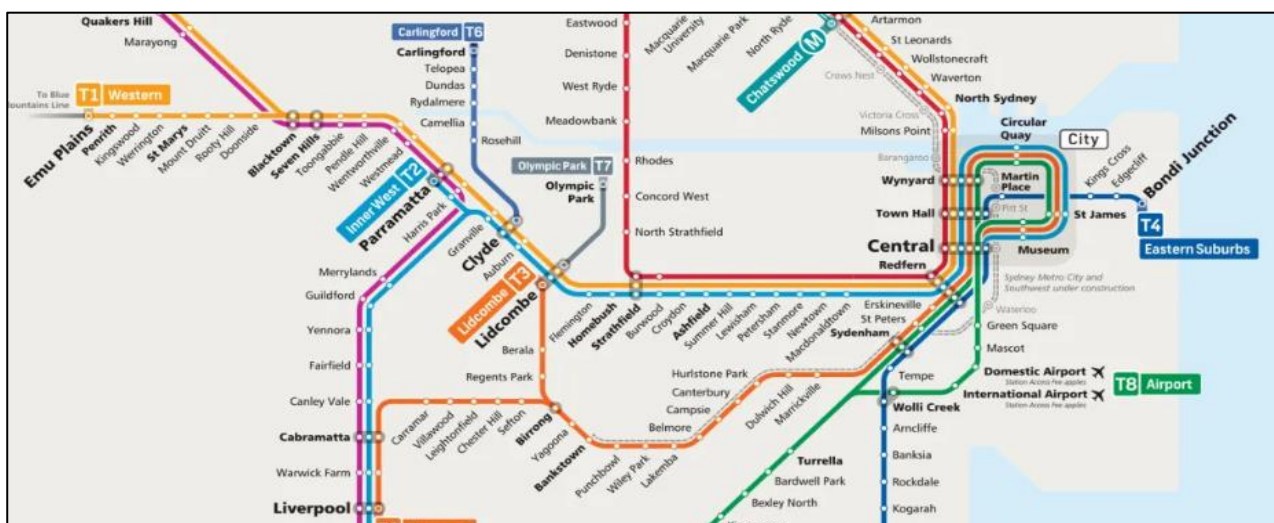 Quakers Hill
Marayong
To Blue
ountains Line
T1 Western
Emu Plains
Penrith
Kingswood
Werrington
St Marys
Mount Druitt
Rooty Hill
Doonside
Blacktown
Seven Hills
Toongabbie
Pendle Hill
Wentworthville
Westmead
Inner West T2
Parramatta
Harris Park
Merrylands
Guildford
Yennora
Fairfield
Canley Vale
Cabramatta
Warwick Farm
Liverpool
Carlingford T6
Carlingford
Telopea
Dundas
Rydalmere
Camellia
Rosehill
Olympic Park T7
Olympic
Park
Granville
Clyde
Auburn
Lidcombe T3
Lidcombe
Berala
Regents Park
Carramar
Villawood
Leightonfield
Chester Hill
Sefton
Birrong
Yagoona
Bankstown
Punchbowl
Wiley Park
Lakemba
Belmore
Campsie
Canterbury
Hurlstone Park
Dulwich Hill
Marrickville
Sydenham
St Peters
Erskineville
Eastwood
Denistone
West Ryde
Meadowbank
Rhodes
Concord West
North Strathfield
Flemington
Homebush
Strathfield
Burwood
Croydon
Ashfield
Summer Hill
Lewisham
Petersham
Stanmore
Newtown
Macdonaldtown
Redfern
Central
Town Hall
Wynyard
Macquarie
University
Macquarie Park
North Ryde
Chatswood M
Artarmon
St Leonards
Wollstonecraft
Waverton
North Sydney
Milsons Point
Crows Nest
Victoria Cross
Barangaroo
Circular
Quay
City
Martin
Place
Pitt St
St James
Museum
Kings Cross
Edgecliff
Bondi Junction
T4
Eastern Suburbs
Sydney Metro City and
Southwest under construction
Waterloo
Green Square
Mascot
Domestic Airport
Station Access Fee applies
International Airport
Station Access Fee applies
T8 Airport
Tempe
Wolli Creek
Arncliffe
Banksia
Rockdale
Kogarah
Turrella
Bardwell Park
Bexley North